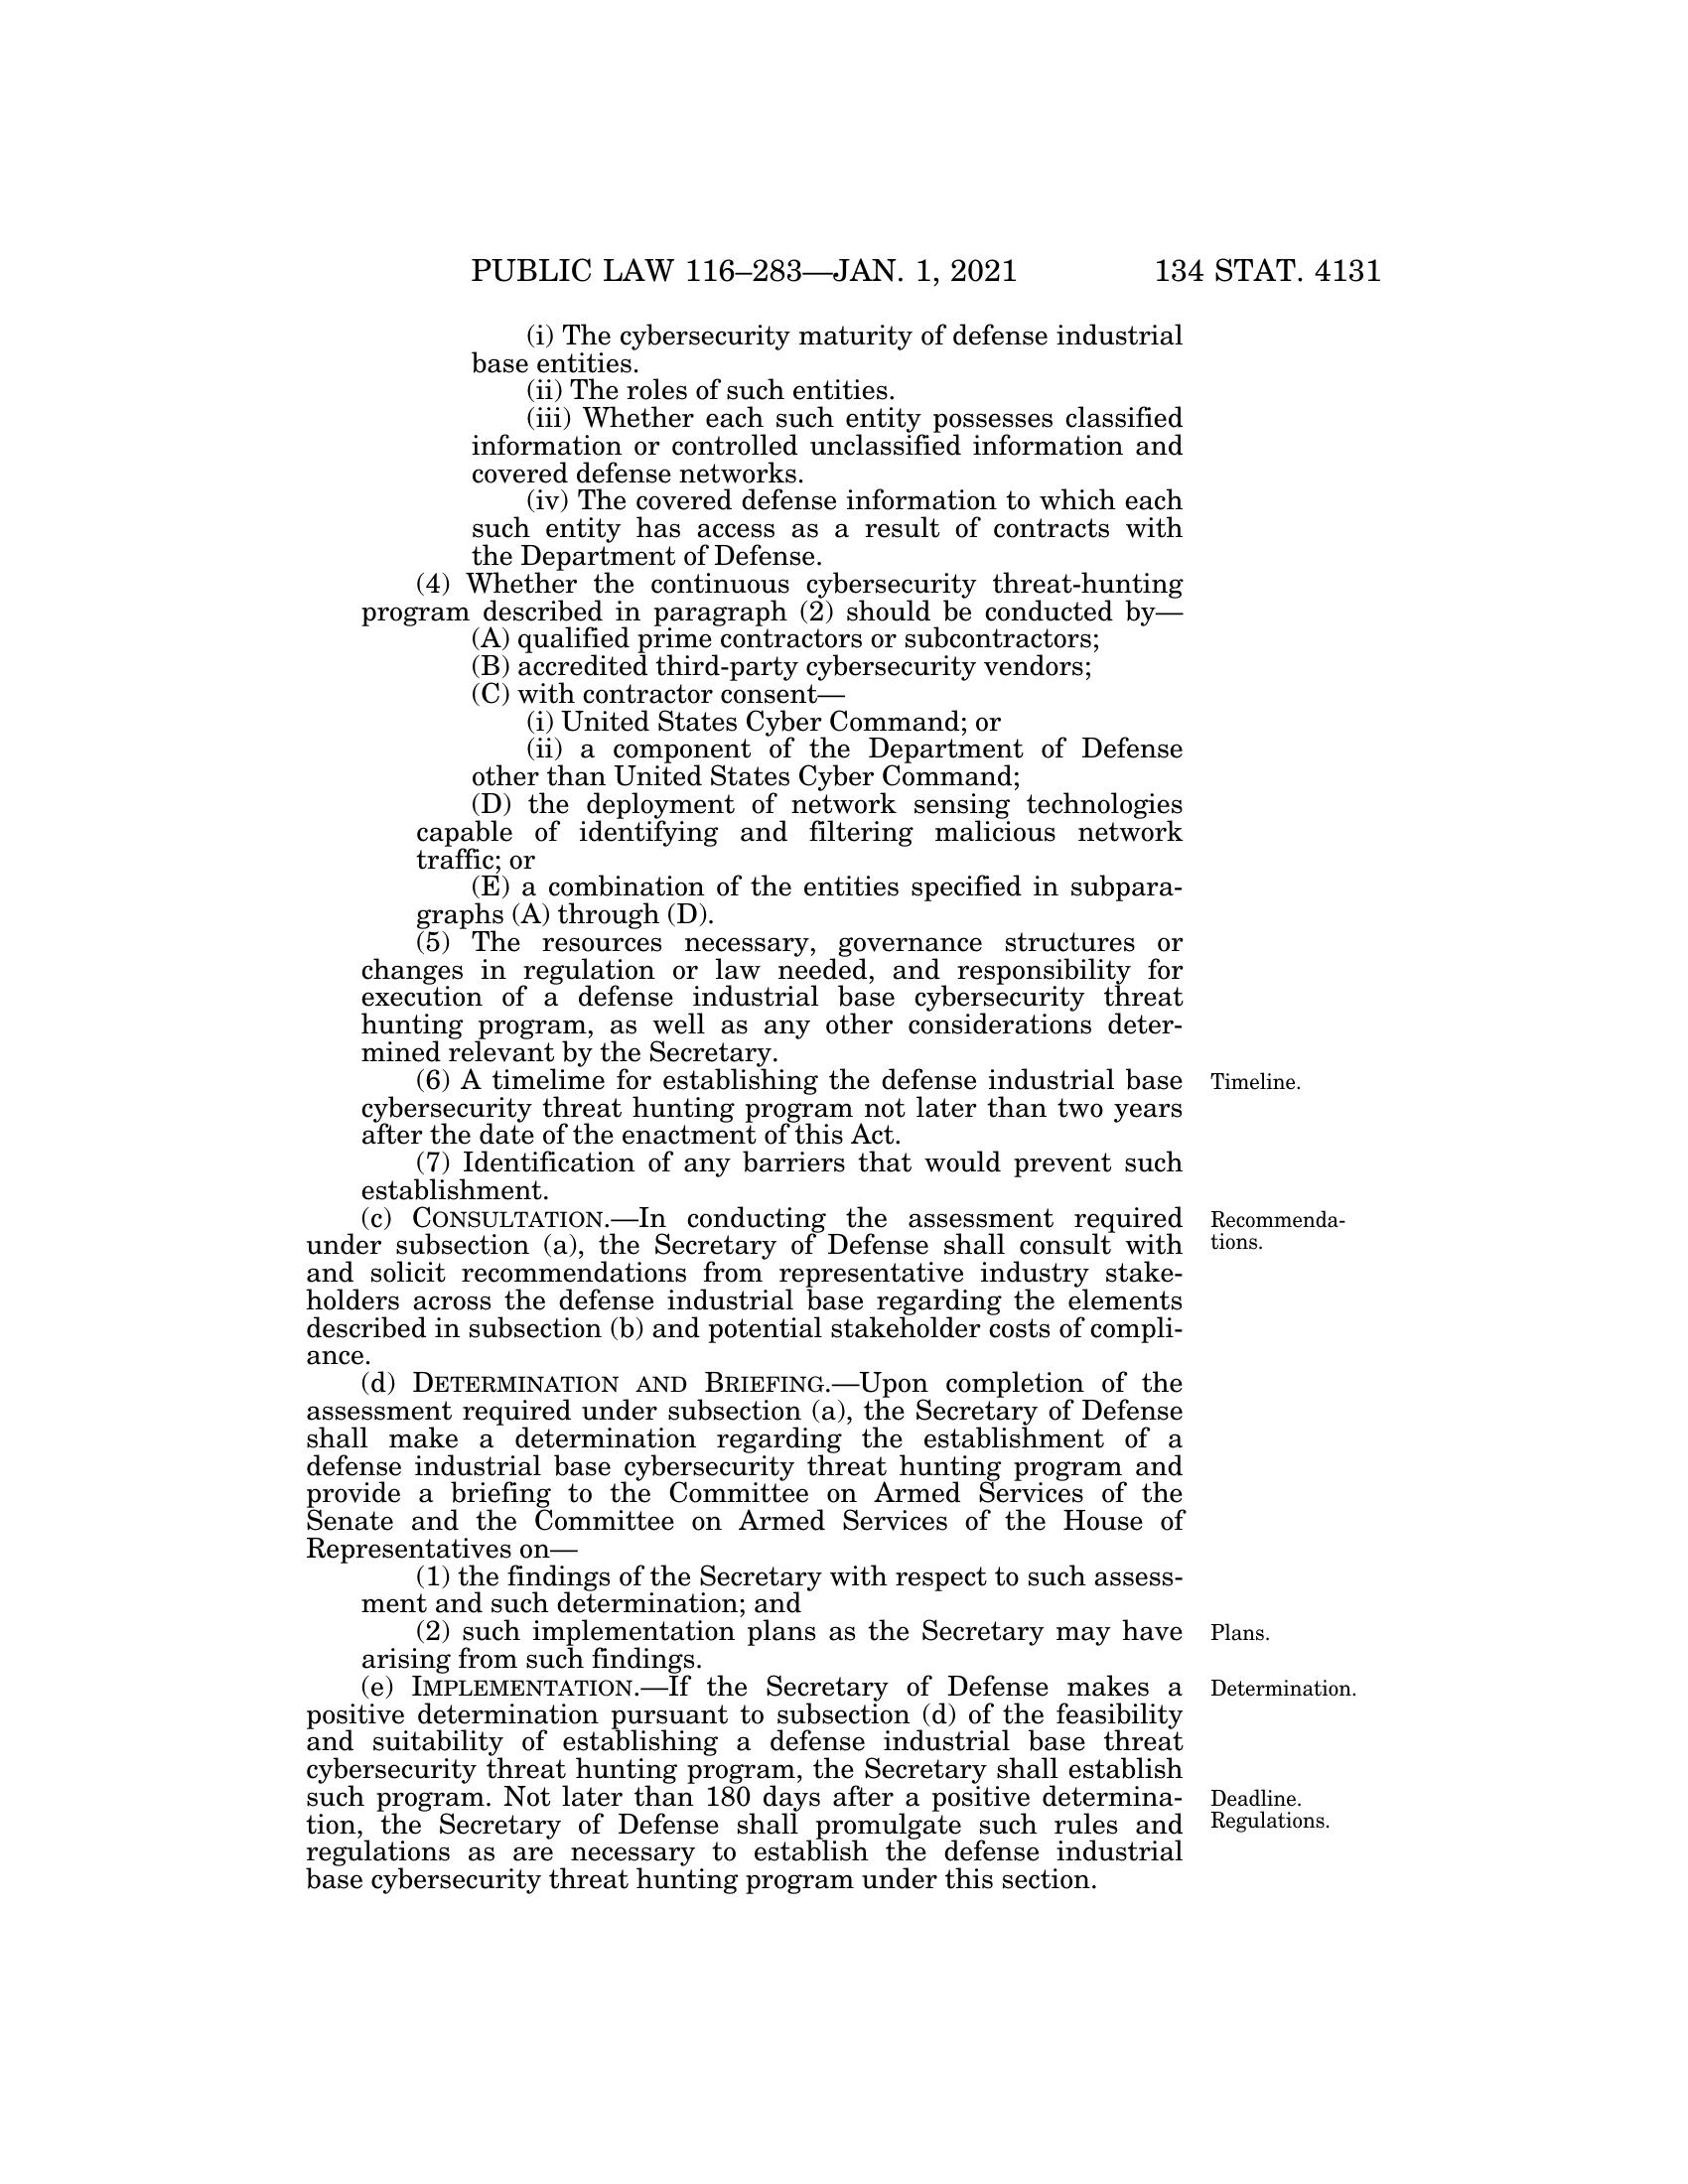 PUBLIC LAW 116–283—JAN. 1, 2021 134 STAT. 4131
(i) The cybersecurity maturity of defense industrial
base entities.
(ii) The roles of such entities.
(iii) Whether each such entity possesses classified
information or controlled unclassified information and
covered defense networks.
(iv) The covered defense information to which each
such entity has access as a result of contracts with
the Department of Defense.
(4) Whether the continuous cybersecurity threat-hunting
program described in paragraph (2) should be conducted by—
(A) qualified prime contractors or subcontractors;
(B) accredited third-party cybersecurity vendors;
(C) with contractor consent—
(i) United States Cyber Command; or
(ii) a component of the Department of Defense
other than United States Cyber Command;
(D) the deployment of network sensing technologies
capable of identifying and filtering malicious network
traffic; or
(E) a combination of the entities specified in subpara-
graphs (A) through (D).
(5) The resources necessary, governance structures or
changes in regulation or law needed, and responsibility for
execution of a defense industrial base cybersecurity threat
hunting program, as well as any other considerations deter-
mined relevant by the Secretary.
(6) A timelime for establishing the defense industrial base Timeline.
cybersecurity threat hunting program not later than two years
after the date of the enactment of this Act.
(7) Identification of any barriers that would prevent such
establishment.
(c) CONSULTATION.—In conducting the assessment required Recommenda-
under subsection (a), the Secretary of Defense shall consult with tions.
and solicit recommendations from representative industry stake-
holders across the defense industrial base regarding the elements
described in subsection (b) and potential stakeholder costs of compli-
ance.
(d) DETERMINATION AND BRIEFING.—Upon completion of the
assessment required under subsection (a), the Secretary of Defense
shall make a determination regarding the establishment of a
defense industrial base cybersecurity threat hunting program and
provide a briefing to the Committee on Armed Services of the
Senate and the Committee on Armed Services of the House of
Representatives on—
(1) the findings of the Secretary with respect to such assess-
ment and such determination; and
(2) such implementation plans as the Secretary may have Plans.
arising from such findings.
(e) IMPLEMENTATION.—If the Secretary of Defense makes a Determination.
positive determination pursuant to subsection (d) of the feasibility
and suitability of establishing a defense industrial base threat
cybersecurity threat hunting program, the Secretary shall establish
such program. Not later than 180 days after a positive determina- Deadline.
tion, the Secretary of Defense shall promulgate such rules and Regulations.
regulations as are necessary to establish the defense industrial
base cybersecurity threat hunting program under this section.